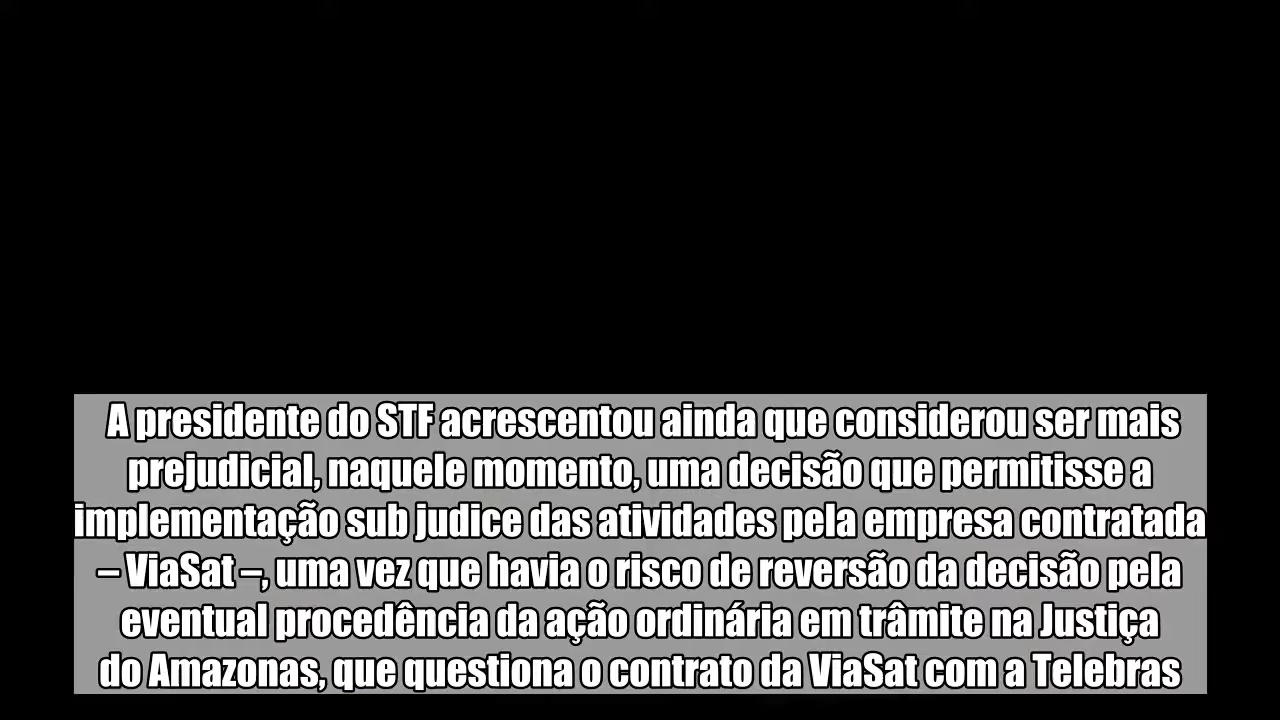 A presidente do STF acrescentou ainda que considerou ser mais
prejudicial, naquele momento, uma decisão que permitisse a
implementação sub judice das atividades pela empresa contratada
– ViaSat –, uma vez que havia o risco de reversão da decisão pela
eventual procedência da ação ordinária em trâmite na Justiça
do Amazonas, que questiona o contrato da ViaSat com a Telebras